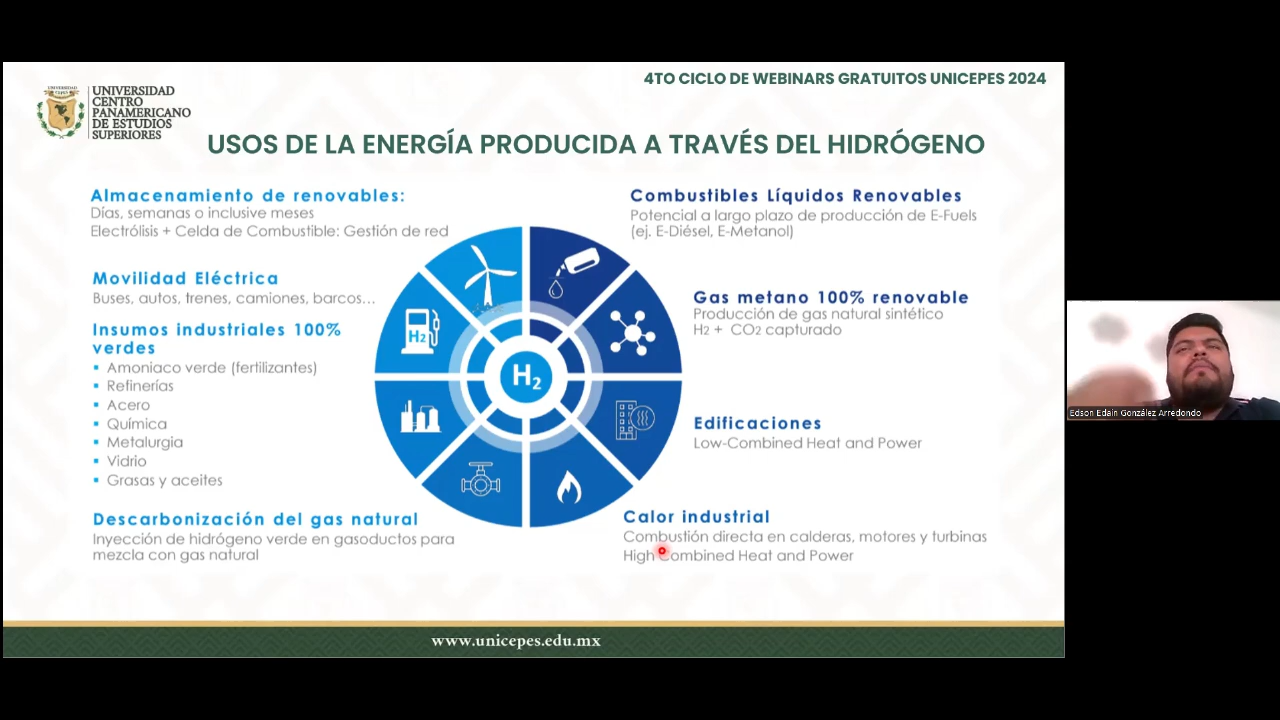 4TO CICLO DE WEBINARS GRATUITOS UNICEPES 2024
UNIVERSIDAD
CENTRO
PANAMERICANO
DE ESTUDIOS
SUPERIORES
USOS DE LA ENERGÍA PRODUCIDA A TRAVÉS DEL HIDRÓGENO
Almacenamiento de renovables:
Días, semanas o inclusive meses
Electrólisis + Celda de Combustible: Gestión de red
Movilidad Eléctrica
Buses, autos, trenes, camiones, barcos...
Insumos industriales 100%
verdes
▪ Amoniaco verde (fertilizantes)
▪ Refinerías
▪ Acero
▪ Química
▪ Metalurgia
▪ Vidrio
▪ Grasas y aceites
Descarbonización del gas natural
Inyección de hidrógeno verde en gasoductos para
mezcla con gas natural
H2
H2
Combustibles Líquidos Renovables
Potencial a largo plazo de producción de E-Fuels
(ej. E-Diésel, E-Metanol)
Gas metano 100% renovable
Producción de gas natural sintético
H2 + CO2 capturado
Edificaciones
Low-Combined Heat and Power
Calor industrial
Combustión directa en calderas, motores y turbinas
High Combined Heat and Power
www.unicepes.edu.mx
Edson Edain González Arredondo